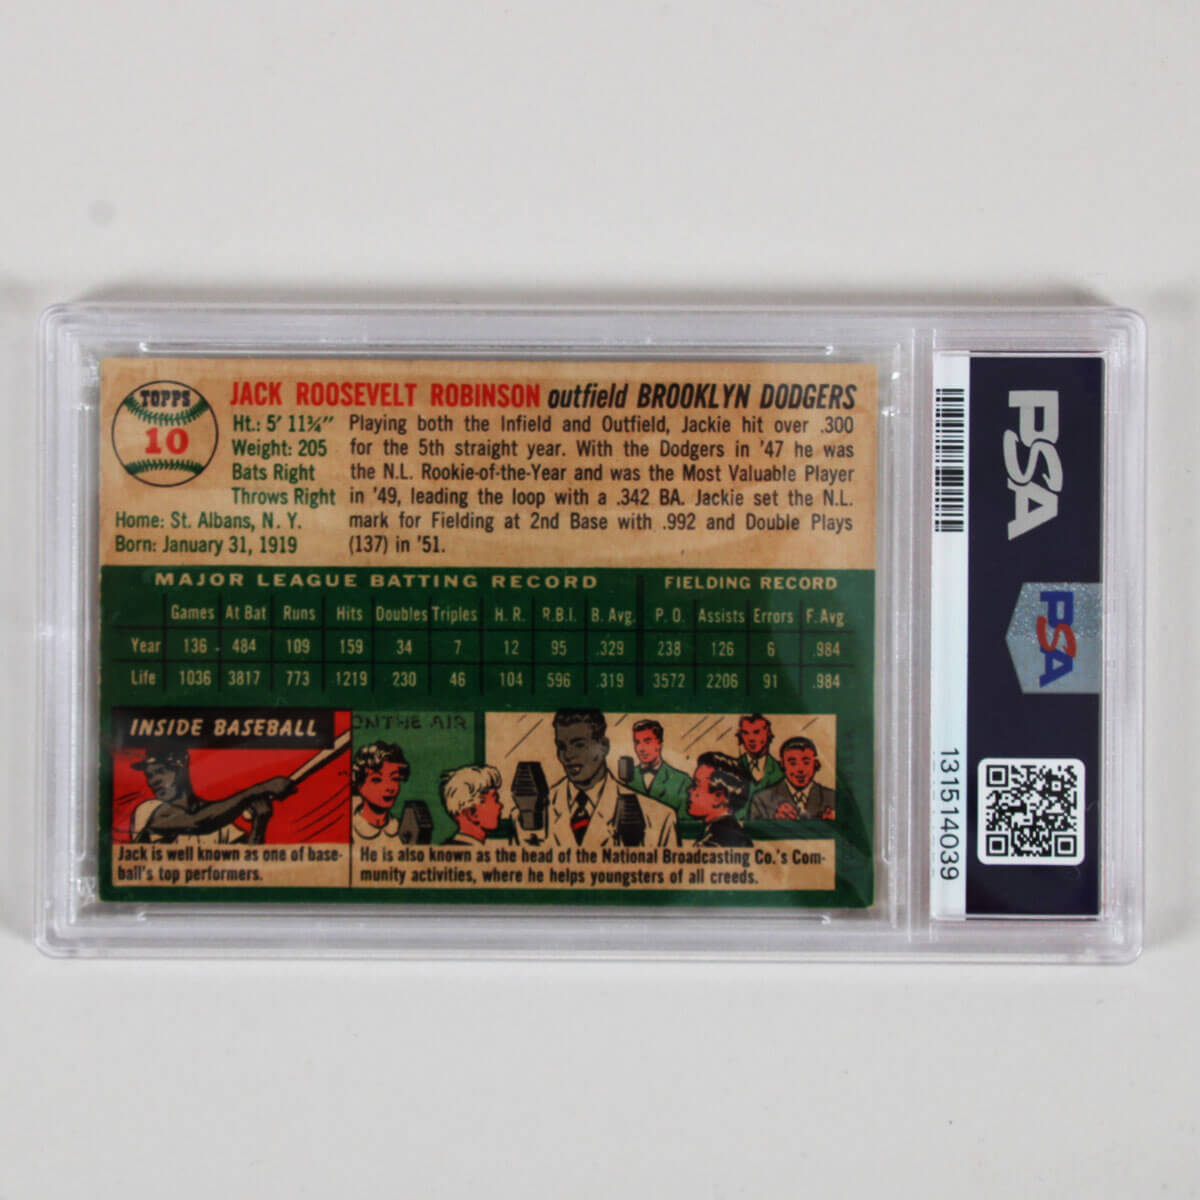 TOPPS
10
JACK ROOSEVELT ROBINSON outfield BROOKLYN DODGERS
Ht.: 5' 11¾"
Weight: 205
Bats Right
Throws Right
Home: St. Albans, N. Y.
Born: January 31, 1919
Playing both the Infield and Outfield, Jackie hit over .300
for the 5th straight year. With the Dodgers in '47 he was
the N.L. Rookie-of-the-Year and was the Most Valuable Player
in '49, leading the loop with a .342 BA. Jackie set the N.L.
mark for Fielding at 2nd Base with .992 and Double Plays
(137) in '51.
MAJOR LEAGUE BATTING RECORD FIELDING RECORD
Games At Bat Runs Hits Doubles Triples H. R. R.B.I. B. Avg. P. O. Assists Errors F. Avg.
Year 136 484 109 159 34 7 12 95 .329 238 126 6 .984
Life 1036 3817 773 1219 230 46 104 596 .319 3572 2206 91 .984
INSIDE BASEBALL
ON THE AIR
Jack is well known as one of base-
ball's top performers.
He is also known as the head of the National Broadcasting Co.'s Com-
munity activities, where he helps youngsters of all creeds.
PSA
PSA
131514039